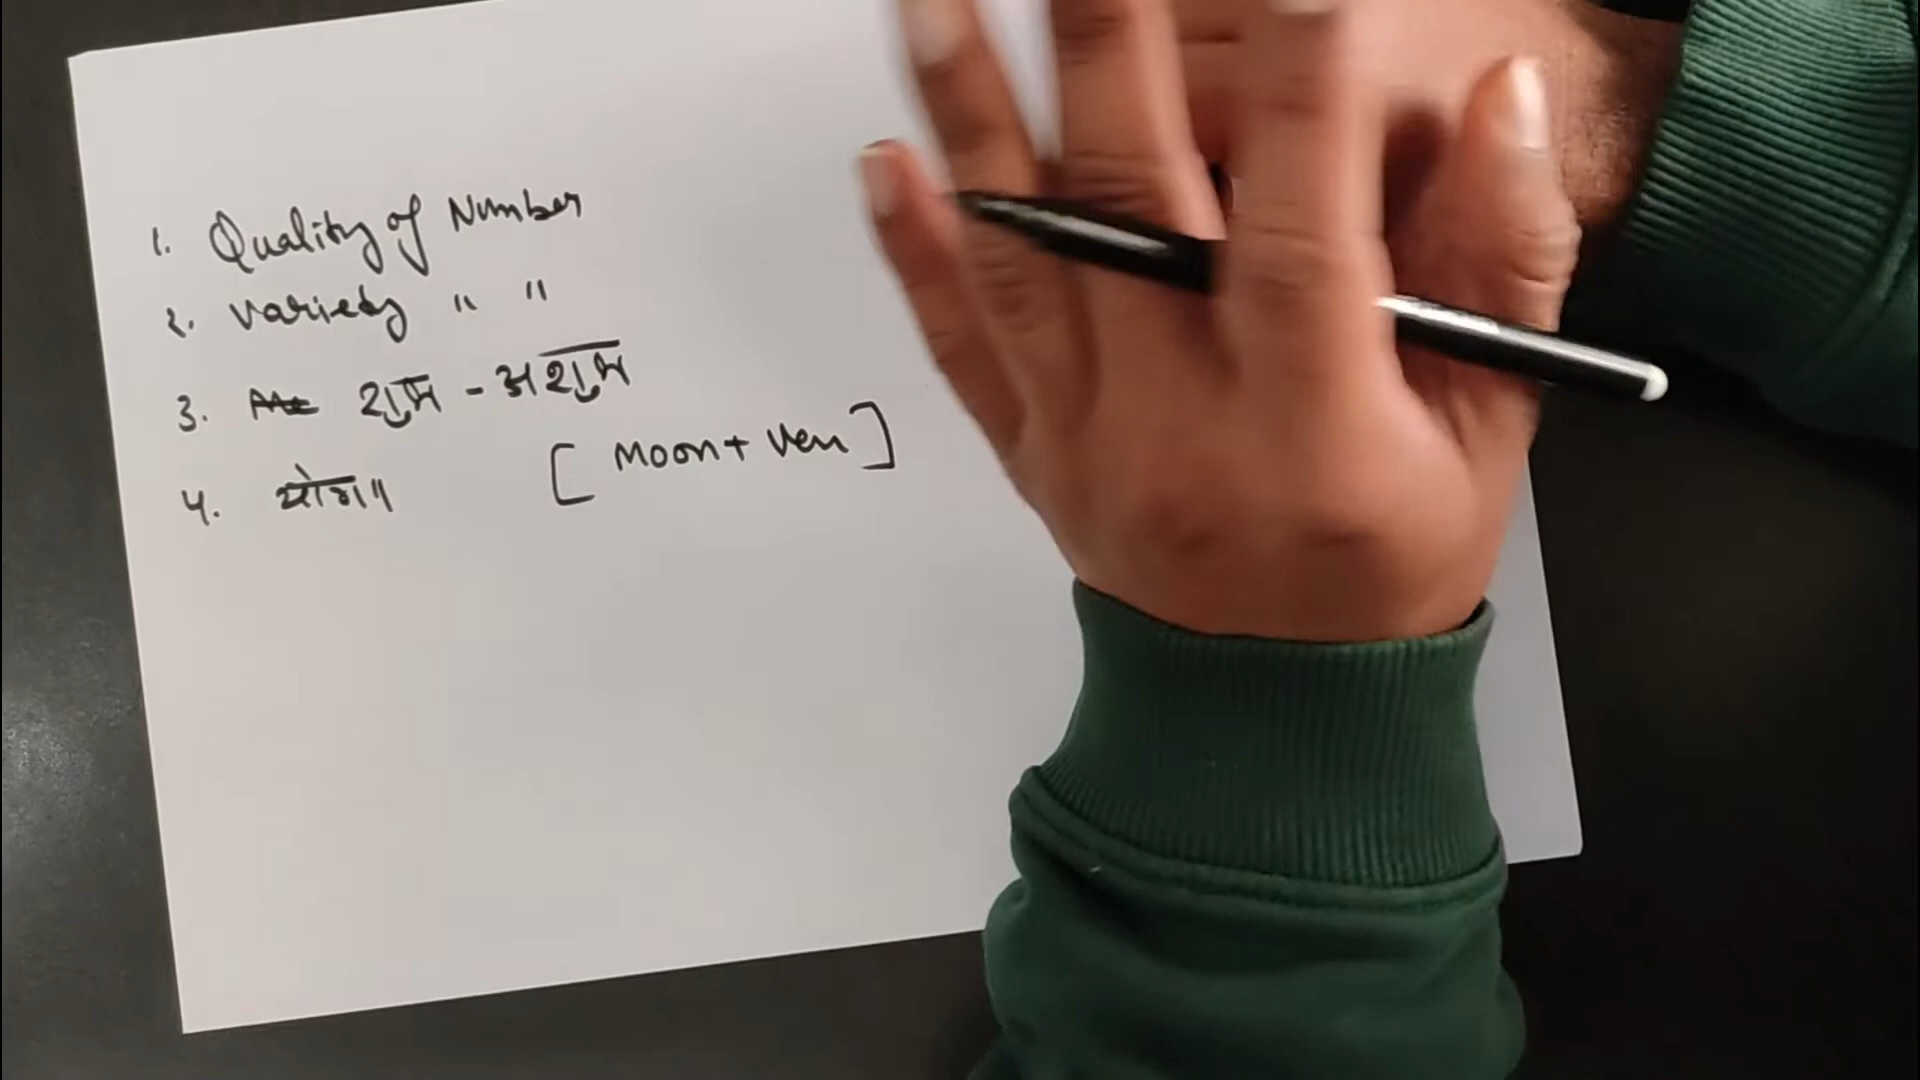 1. Quality of Number
2. Variety " "
3. शुभ - अशुभ
4. योग॥ [ Moon + Ven ]